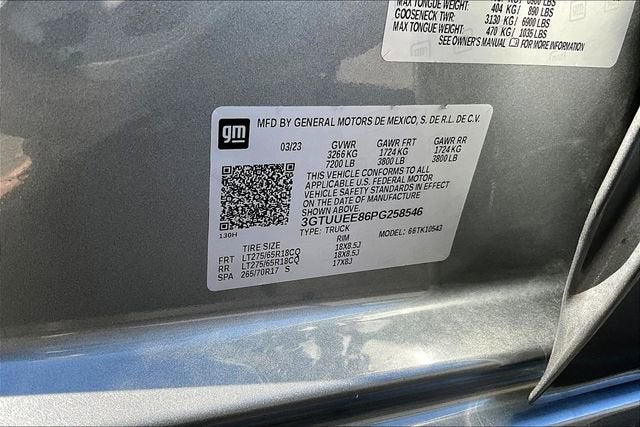 MAX TONGUE WEIGHT: 404 KG/ 890 LBS
GOOSENECK TWR: 3130 KG/ 6900 LBS
MAX TONGUE WEIGHT: 470 KG/ 1035 LBS
SEE OWNER'S MANUAL FOR MORE INFORMATION
gm
MFD BY GENERAL MOTORS DE MEXICO, S. DE R.L. DE C.V.
03/23 GVWR GAWR FRT GAWR RR
3266 KG 1724 KG 1724 KG
7200 LB 3800 LB 3800 LB
THIS VEHICLE CONFORMS TO ALL
APPLICABLE U.S. FEDERAL MOTOR
VEHICLE SAFETY STANDARDS IN EFFECT
ON THE DATE OF MANUFACTURE
SHOWN ABOVE.
3GTUUEE86PG258546
130H
TYPE: TRUCK MODEL: 66TK10543
TIRE SIZE RIM
FRT LT275/65R18CQ 18X8.5J
RR LT275/65R18CQ 18X8.5J
SPA 265/70R17 S 17X8J